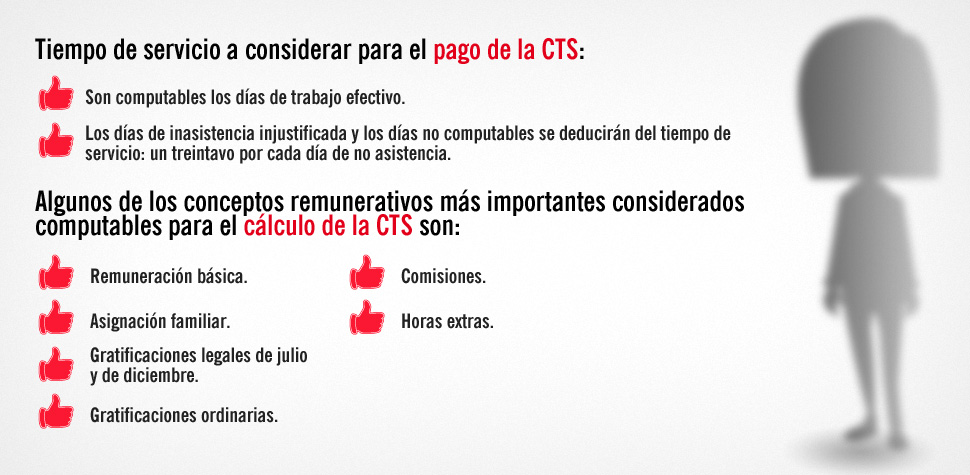 Tiempo de servicio a considerar para el pago de la CTS:
Son computables los días de trabajo efectivo.
Los días de inasistencia injustificada y los días no computables se deducirán del tiempo de
servicio: un treintavo por cada día de no asistencia.
Algunos de los conceptos remunerativos más importantes considerados
computables para el cálculo de la CTS son:
Remuneración básica.
Asignación familiar.
Gratificaciones legales de julio
y de diciembre.
Gratificaciones ordinarias.
Comisiones.
Horas extras.